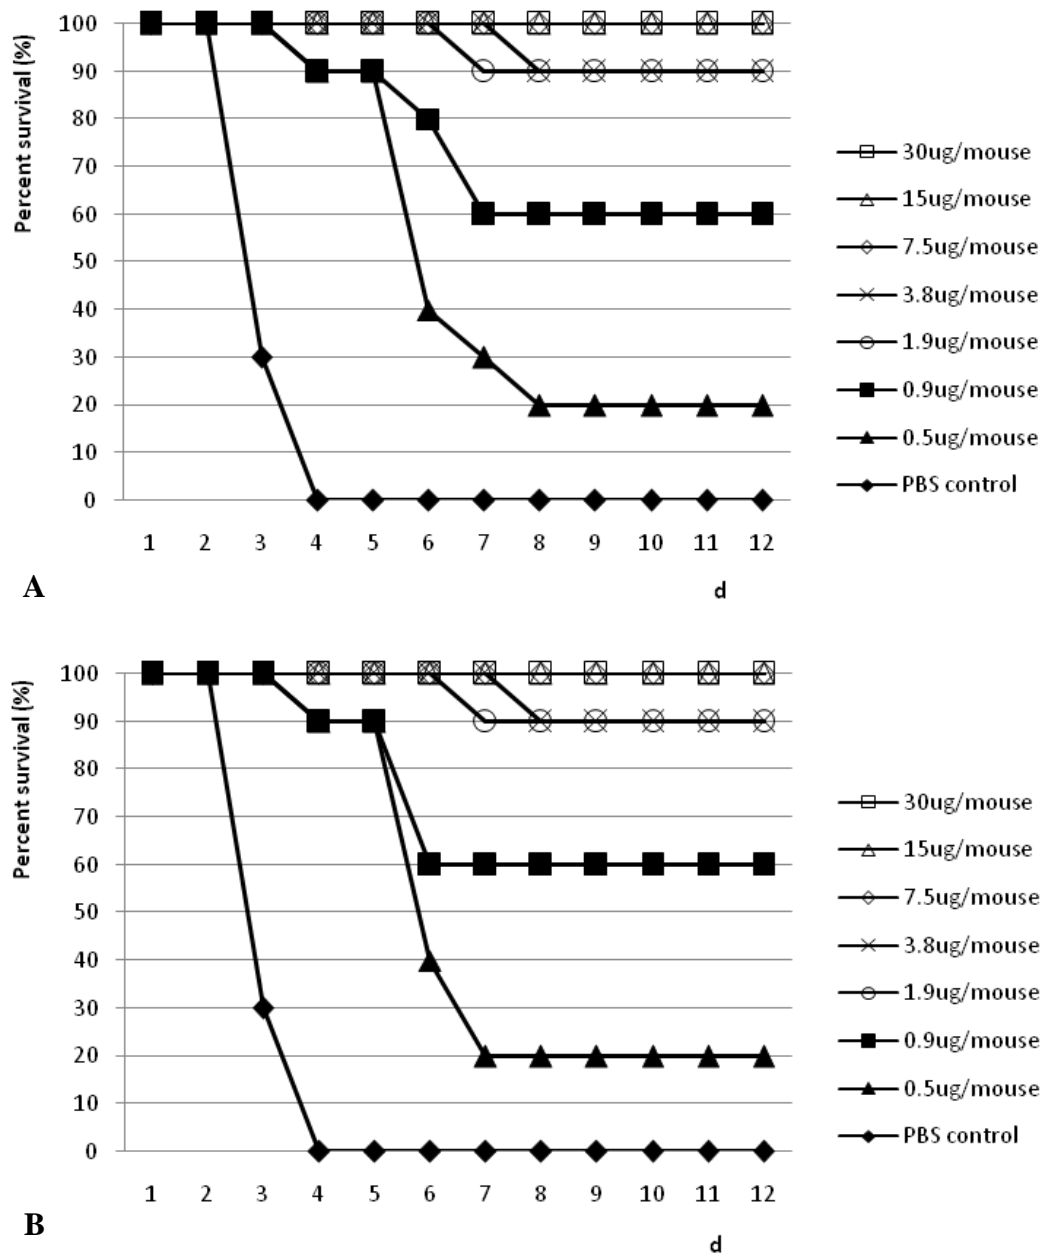 Percent survival (%)
100
90
80
70
60
50
40
30
20
10
0
1 2 3 4 5 6 7 8 9 10 11 12
d
30ug/mouse
15ug/mouse
7.5ug/mouse
3.8ug/mouse
1.9ug/mouse
0.9ug/mouse
0.5ug/mouse
PBS control
A
Percent survival (%)
100
90
80
70
60
50
40
30
20
10
0
1 2 3 4 5 6 7 8 9 10 11 12
d
30ug/mouse
15ug/mouse
7.5ug/mouse
3.8ug/mouse
1.9ug/mouse
0.9ug/mouse
0.5ug/mouse
PBS control
B